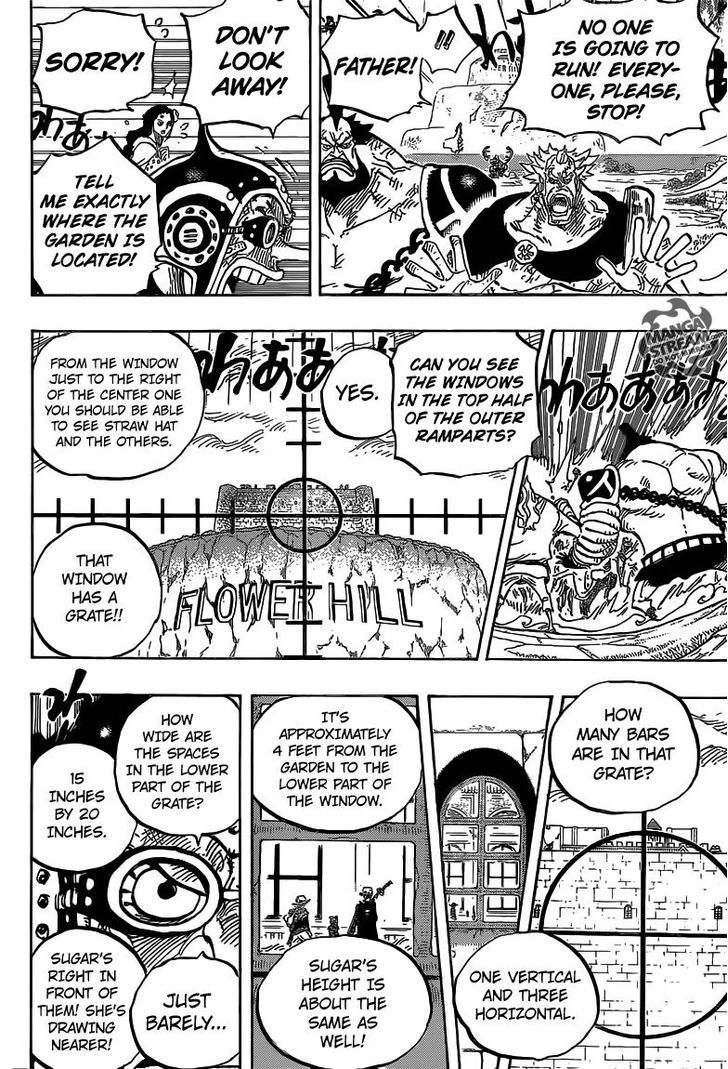 NO ONE
IS GOING TO
RUN! EVERY-
ONE, PLEASE,
STOP!
FATHER!
DON'T
LOOK
AWAY!
SORRY!
TELL
ME EXACTLY
WHERE THE
GARDEN IS
LOCATED!
MANGA
STREAM
CAN YOU SEE
THE WINDOWS
IN THE TOP HALF
OF THE OUTER
RAMPARTS?
YES.
FROM THE WINDOW
JUST TO THE RIGHT
OF THE CENTER ONE
YOU SHOULD BE ABLE
TO SEE STRAW HAT
AND THE OTHERS.
THAT
WINDOW
HAS A
GRATE!!
FLOWER HILL
HOW
MANY BARS
ARE IN THAT
GRATE?
ONE VERTICAL
AND THREE
HORIZONTAL.
IT'S
APPROXIMATELY
4 FEET FROM THE
GARDEN TO THE
LOWER PART OF
THE WINDOW.
SUGAR'S
HEIGHT IS
ABOUT THE
SAME AS
WELL!
HOW
WIDE ARE
THE SPACES
IN THE LOWER
PART OF THE
GRATE?
15
INCHES
BY 20
INCHES.
JUST
BARELY...
SUGAR'S
RIGHT IN
FRONT OF
THEM! SHE'S
DRAWING
NEARER!